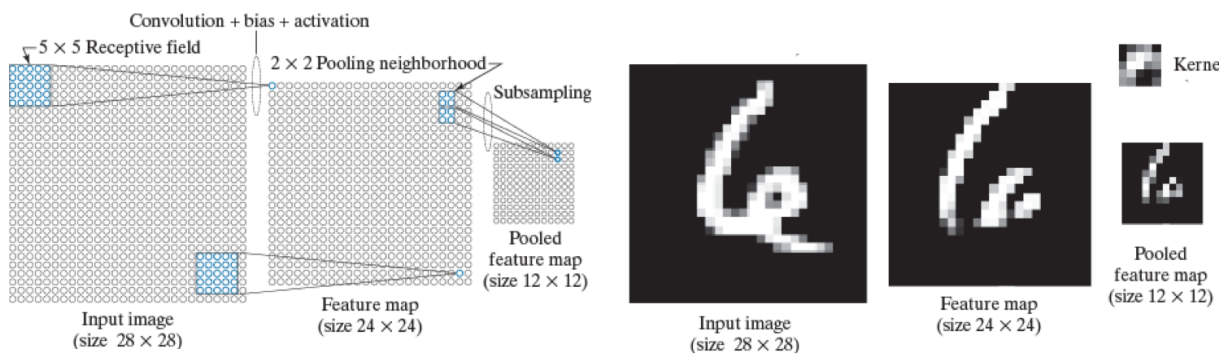 Convolution + bias + activation
5 × 5 Receptive field
2 × 2 Pooling neighborhood
Subsampling
Pooled
feature map
(size 12 × 12)
Feature map
(size 24 × 24)
Input image
(size 28 × 28)
Kerne
Pooled
feature map
(size 12 × 12)
Feature map
(size 24 × 24)
Input image
(size 28 × 28)